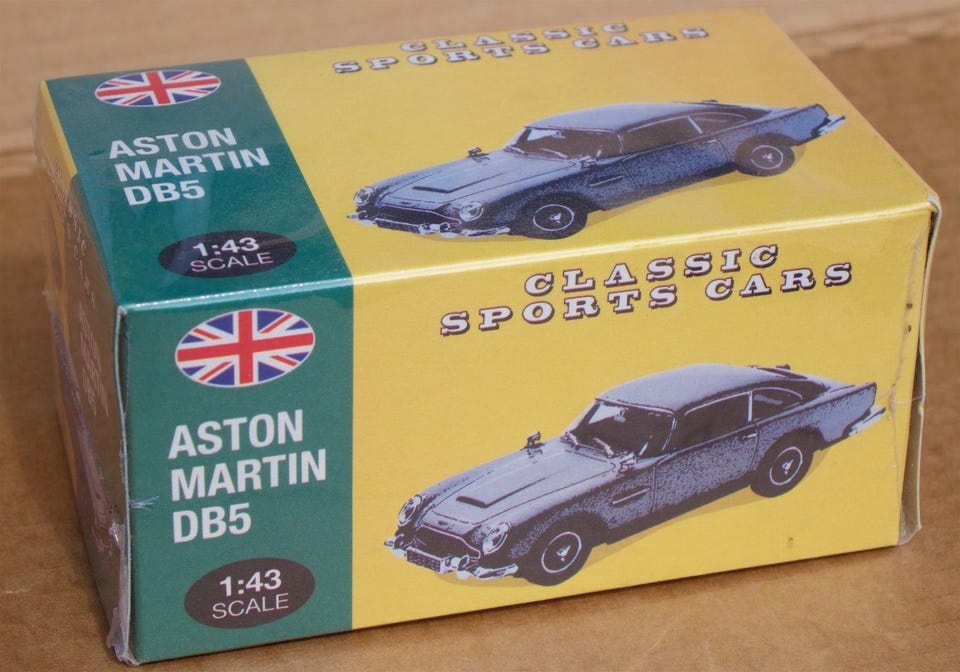 CLASSIC
SPORTS CARS
ASTON
MARTIN
DB5
1:43
SCALE
CLASSIC
SPORTS CARS
ASTON
MARTIN
DB5
1:43
SCALE